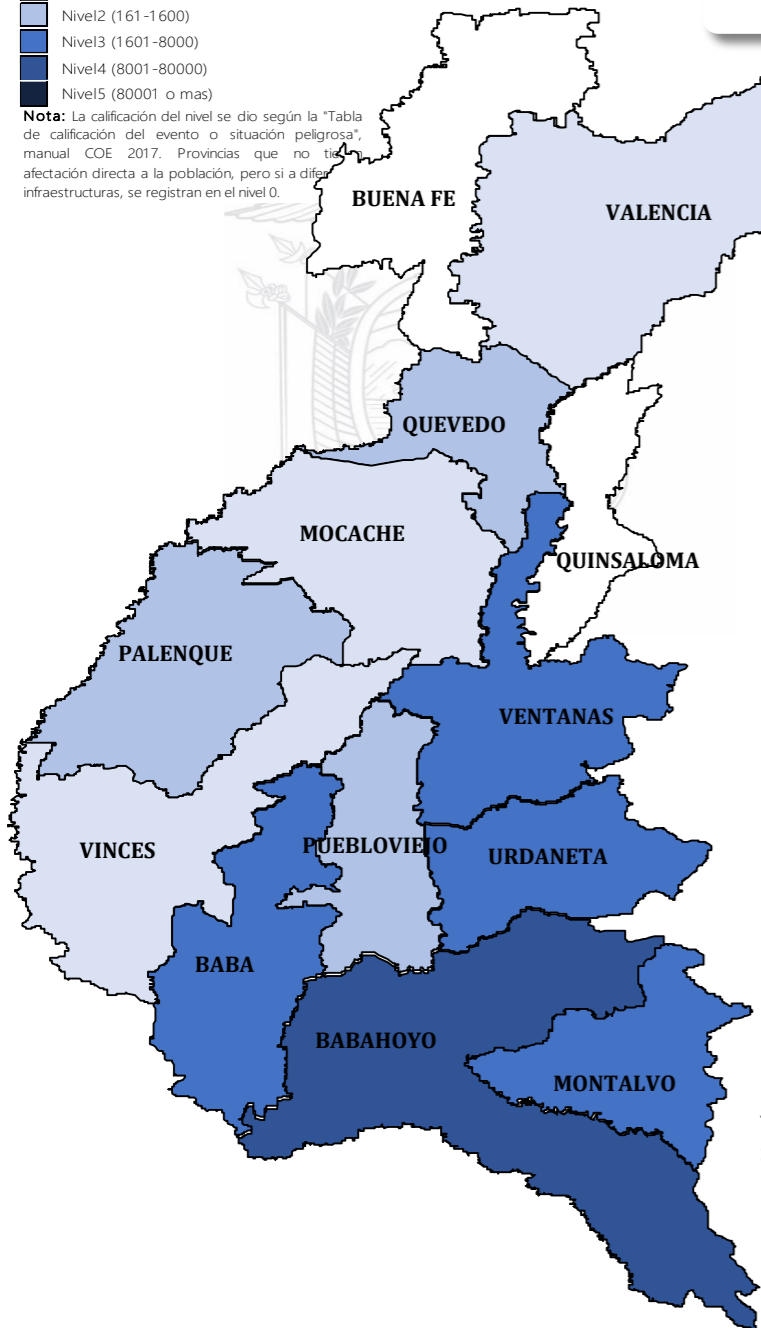 Nivel2 (161-1600)
Nivel3 (1601-8000)
Nivel4 (8001-80000)
Nivel5 (80001 o mas)
Nota: La calificación del nivel se dio según la "Tabla
de calificación del evento o situación peligrosa",
manual COE 2017. Provincias que no
afectación directa a la población, pero si a
infraestructuras, se registran en el nivel 0.
BUENA FE
VALENCIA
QUEVEDO
MOCACHE
QUINSALOMA
PALENQUE
VENTANAS
VINCES
PUEBLOVIEJO
URDANETA
BABA
BABAHOYO
MONTALVO